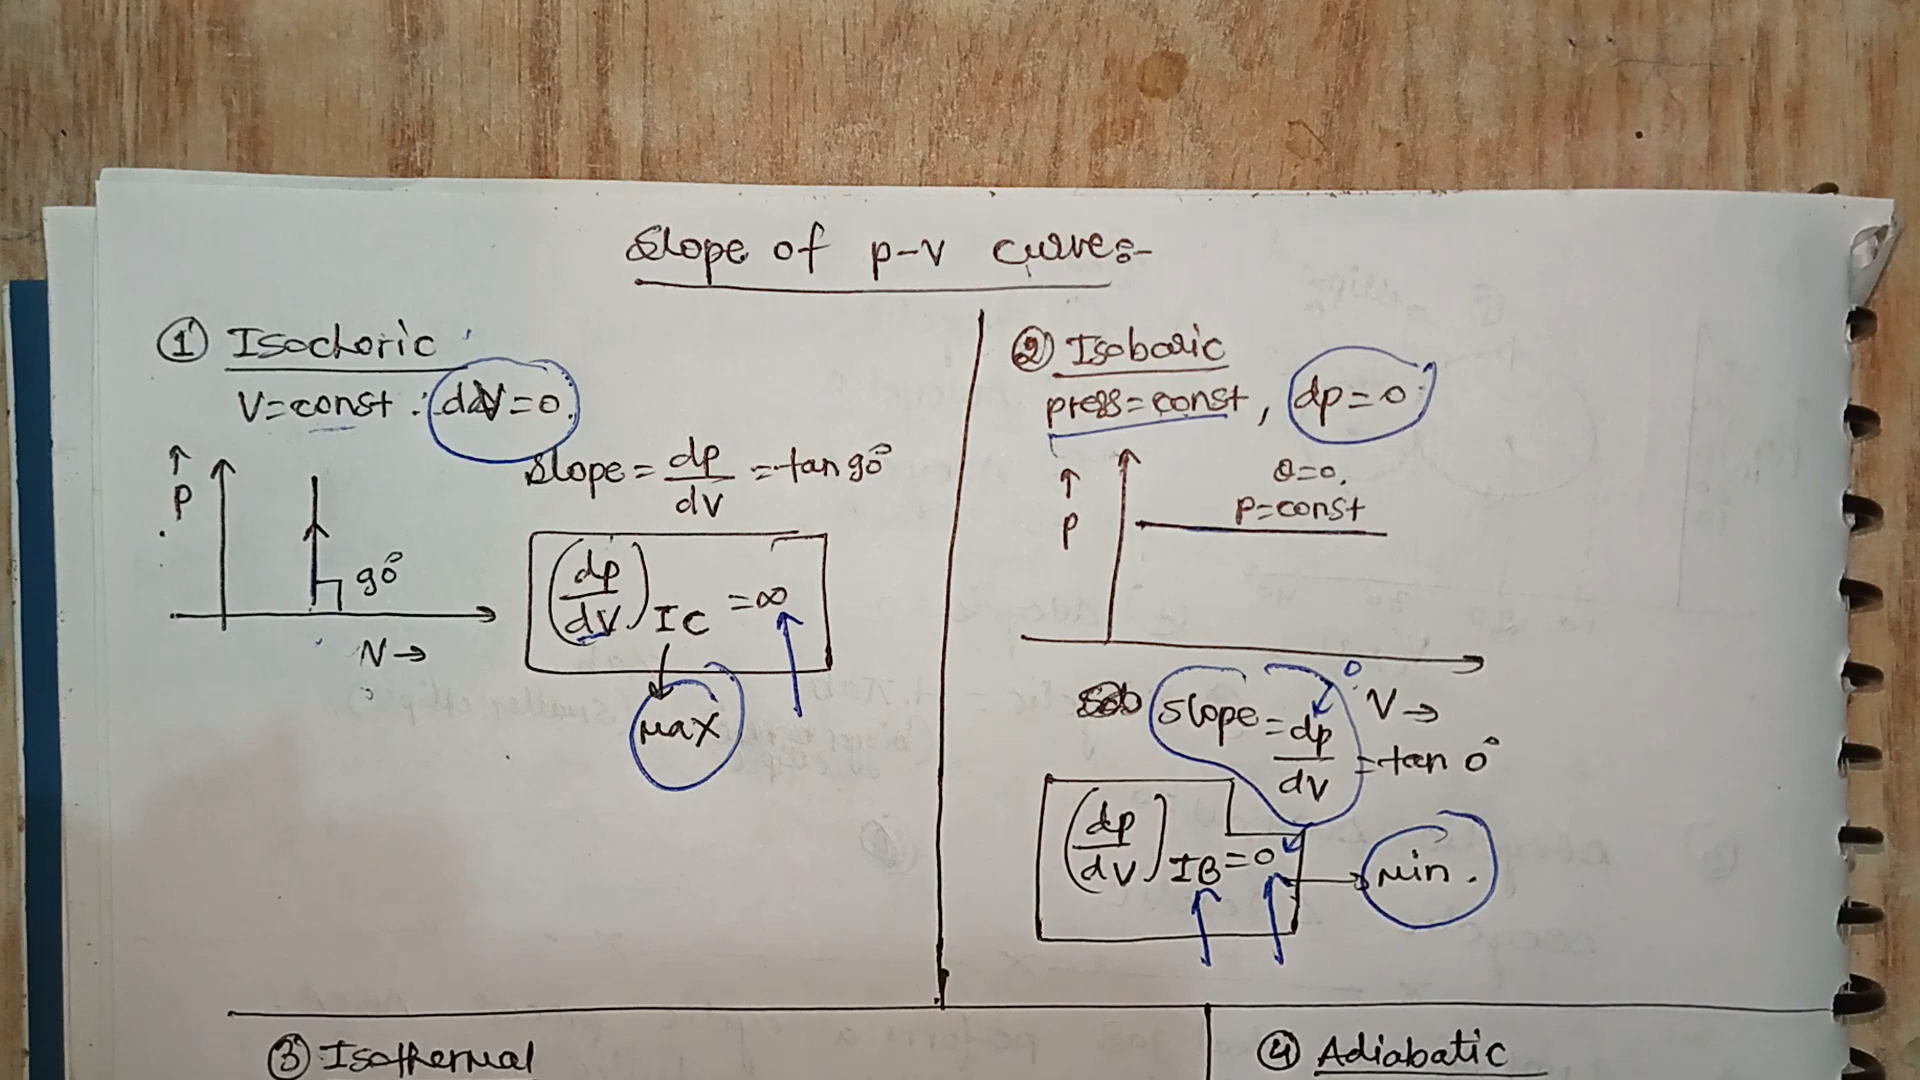 Slope of P-V curves:-
① Isochoric
V=const ∴ dV=0.
↑
P
90°
V→
Slope = dp/dV = tan 90°
(dp/dV) IC = ∞
Max
② Isobaric
press=const, dp=0
↑
P
θ=0.
P=const
V→
0
Slope = dp/dV = tan 0°
(dp/dV) IB = 0
Min.
③ Isothermal
④ Adiabatic